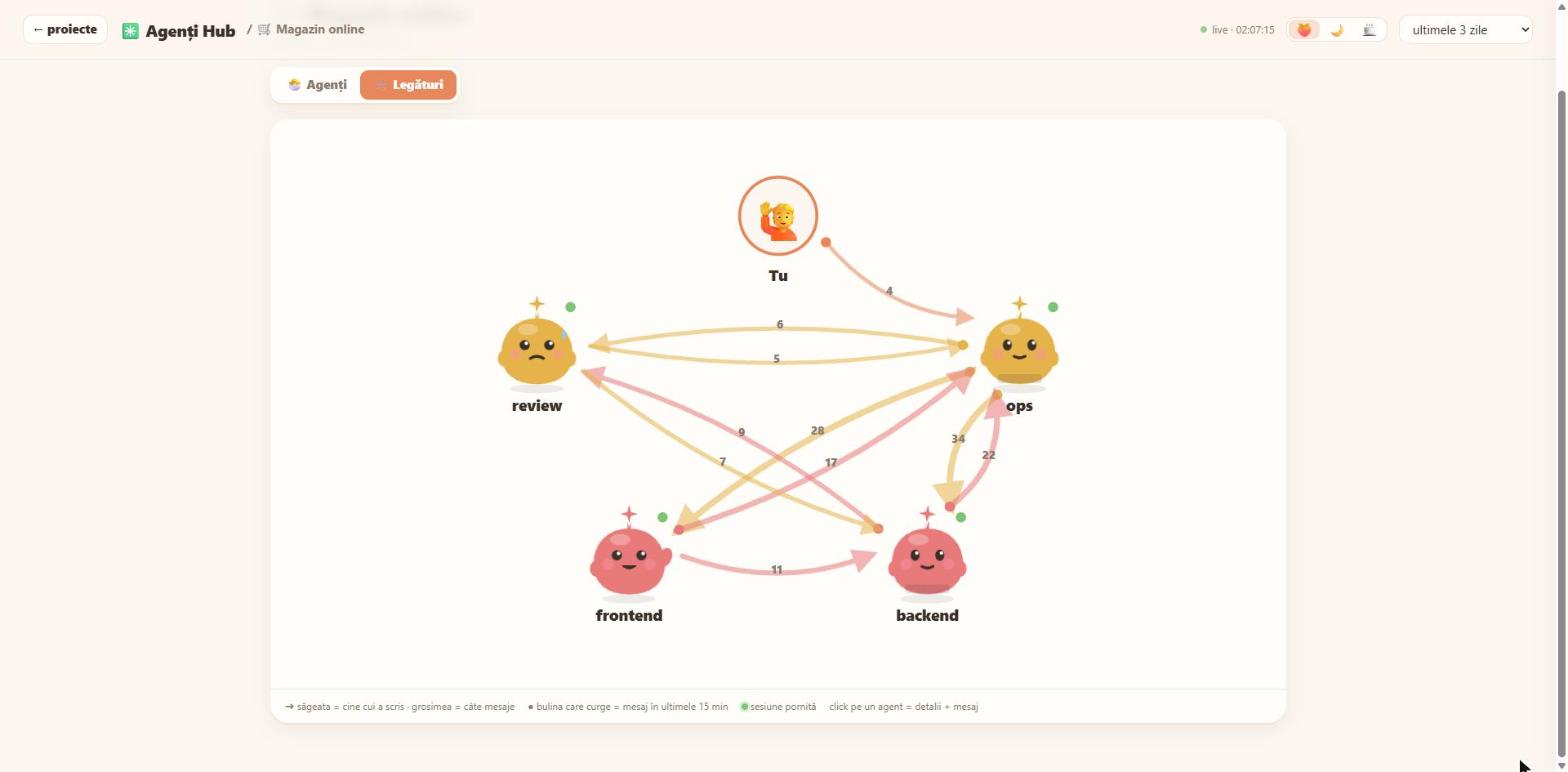 ← proiecte
Agenți Hub / 🛒 Magazin online
live · 02:07:15
ultimele 3 zile
Agenți
Legături
Tu
4
6
5
review
ops
9
28
34
7
17
22
11
frontend
backend
→ săgeata = cine cui a scris · grosimea = câte mesaje
● bulina care curge = mesaj în ultimele 15 min
sesiune pornită
click pe un agent = detalii + mesaj